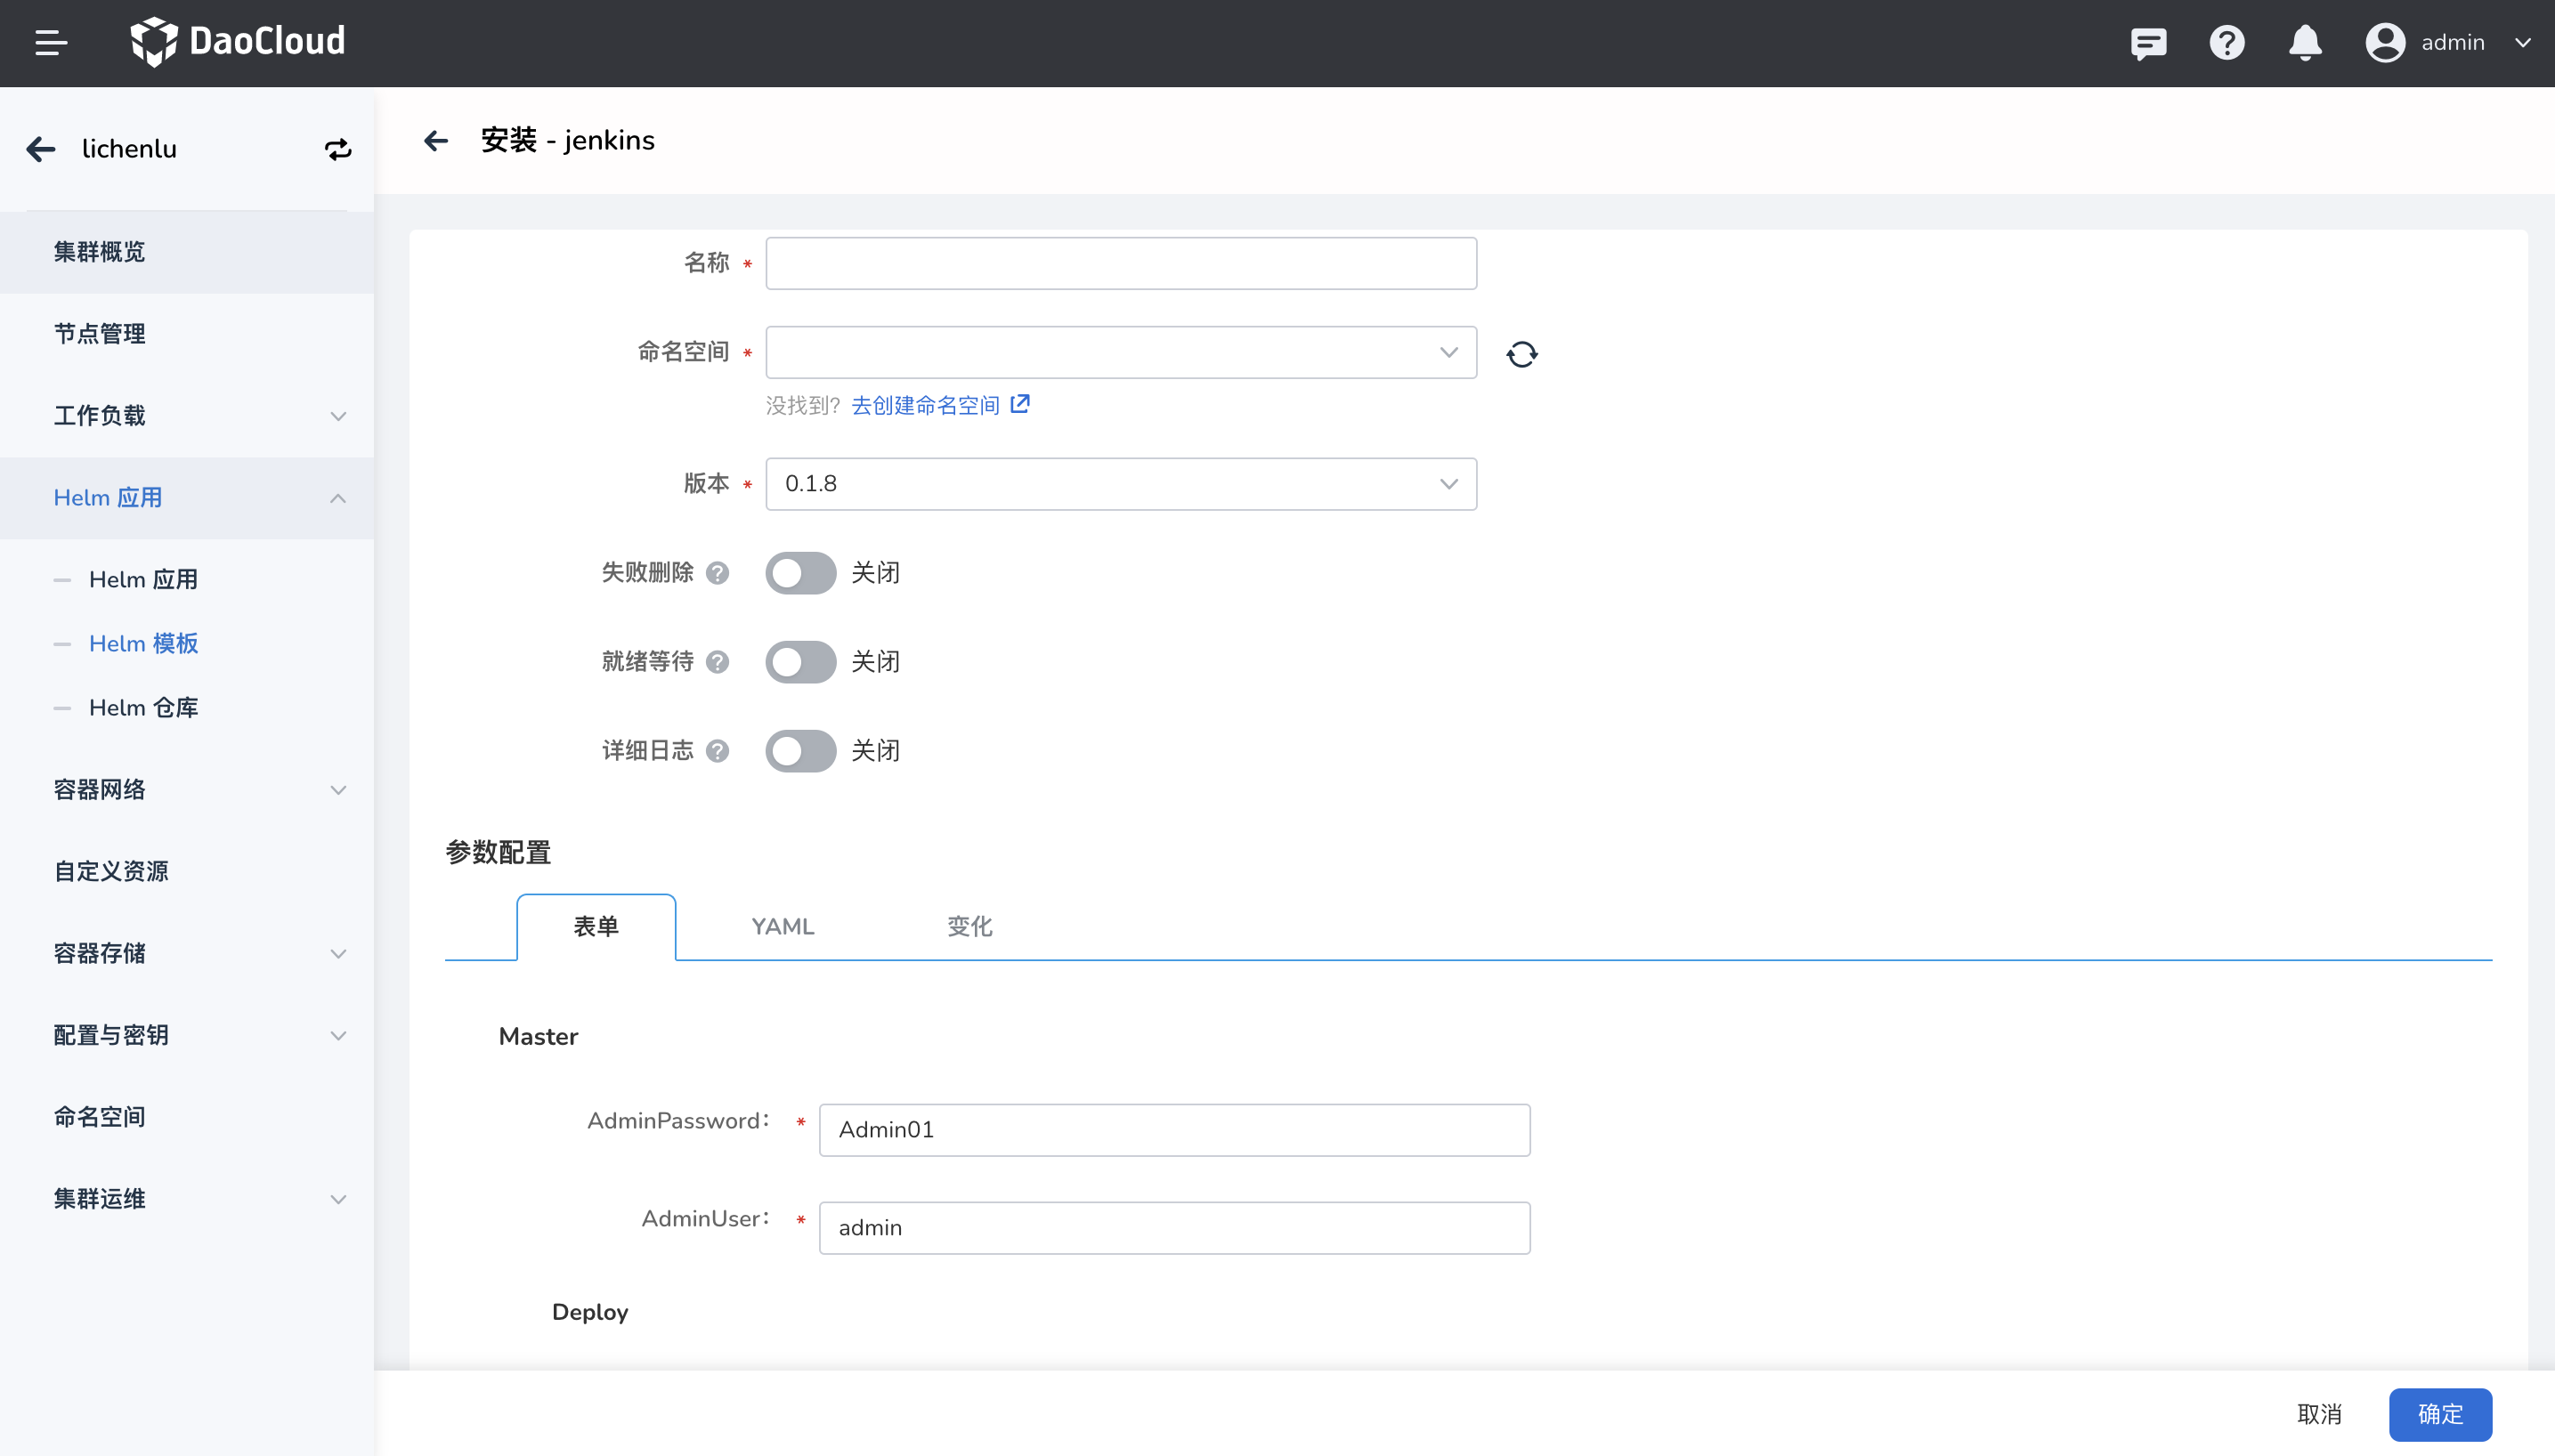 DaoCloud
admin
lichenlu
集群概览
节点管理
工作负载
Helm 应用
Helm 应用
Helm 模板
Helm 仓库
容器网络
自定义资源
容器存储
配置与密钥
命名空间
集群运维
安装 - jenkins
名称 *
命名空间 *
没找到? 去创建命名空间
版本 * 0.1.8
失败删除 ? 关闭
就绪等待 ? 关闭
详细日志 ? 关闭
参数配置
表单 YAML 变化
Master
AdminPassword： * Admin01
AdminUser： * admin
Deploy
取消 确定